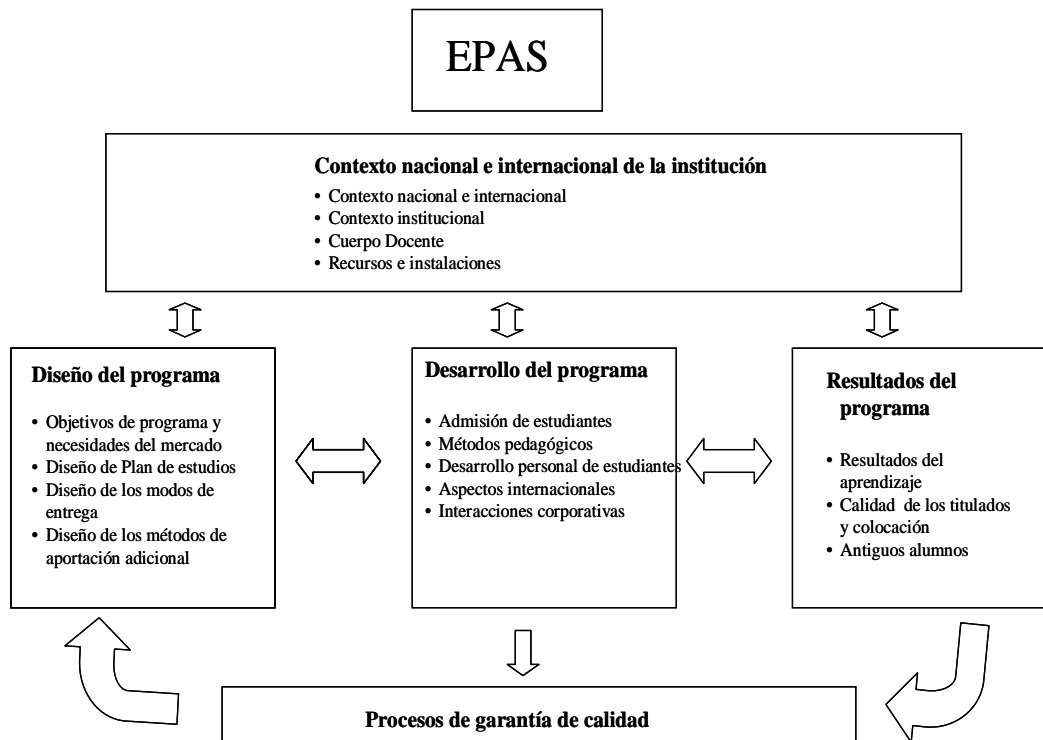 EPAS
Contexto nacional e internacional de la institución
• Contexto nacional e internacional
• Contexto institucional
• Cuerpo Docente
• Recursos e instalaciones
Diseño del programa
• Objetivos de programa y
necesidades del mercado
• Diseño de Plan de estudios
• Diseño de los modos de
entrega
• Diseño de los métodos de
aportación adicional
Desarrollo del programa
• Admisión de estudiantes
• Métodos pedagógicos
• Desarrollo personal de estudiantes
• Aspectos internacionales
• Interacciones corporativas
Resultados del
programa
• Resultados del
aprendizaje
• Calidad de los titulados
y colocación
• Antiguos alumnos
Procesos de garantía de calidad